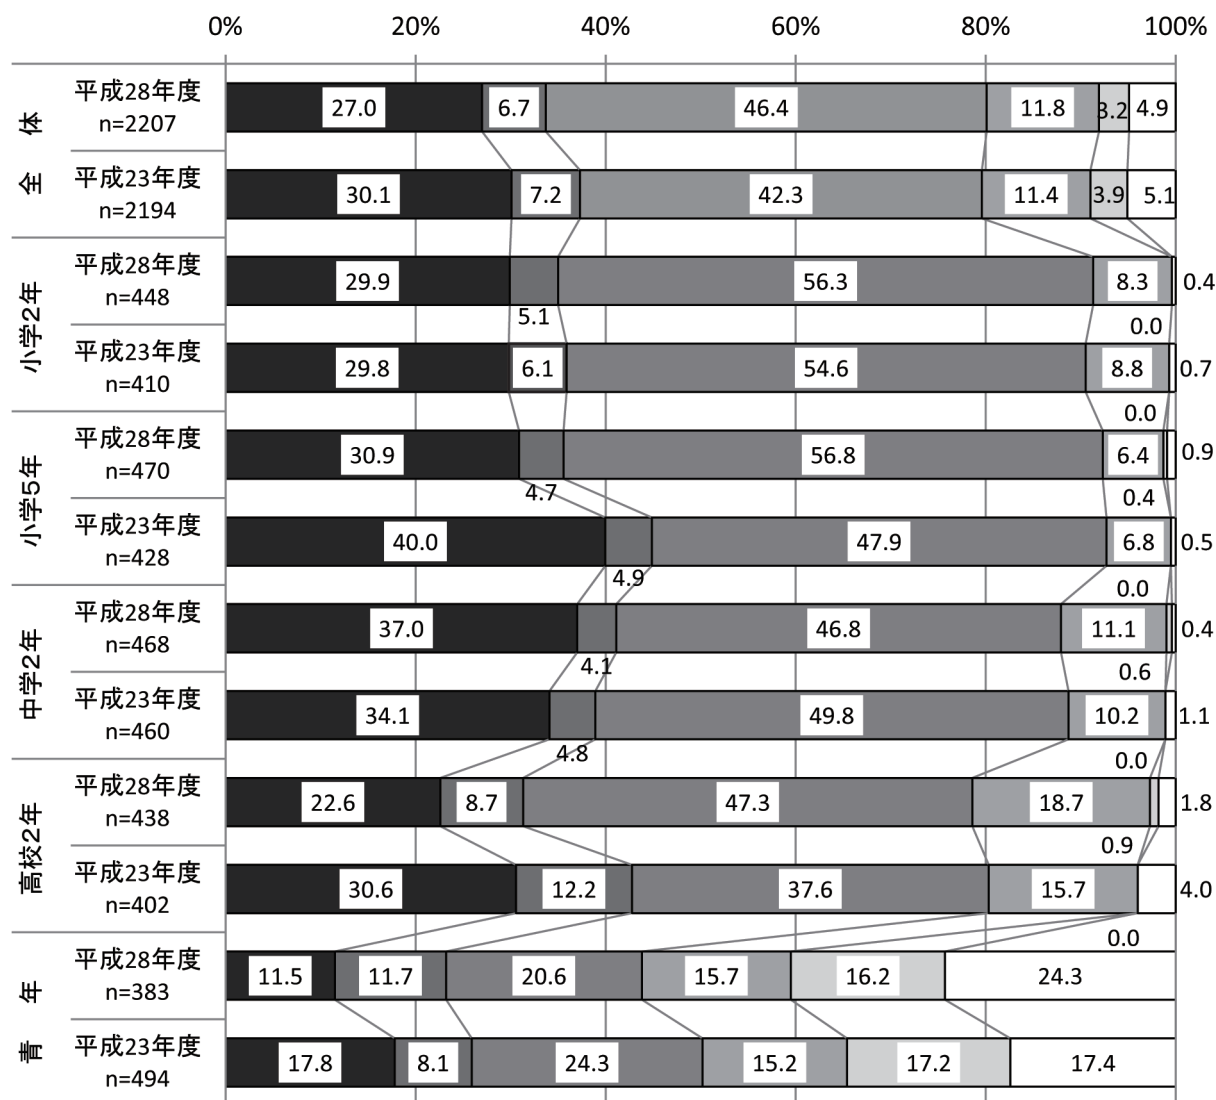 0% 20% 40% 60% 80% 100%
全体
平成28年度
n=2207
27.0 6.7 46.4 11.8 3.2 4.9
平成23年度
n=2194
30.1 7.2 42.3 11.4 3.9 5.1
小学2年
平成28年度
n=448
29.9 5.1 56.3 8.3 0.0 0.4
平成23年度
n=410
29.8 6.1 54.6 8.8 0.0 0.7
小学5年
平成28年度
n=470
30.9 4.7 56.8 6.4 0.4 0.9
平成23年度
n=428
40.0 4.9 47.9 6.8 0.0 0.5
中学2年
平成28年度
n=468
37.0 4.1 46.8 11.1 0.6 0.4
平成23年度
n=460
34.1 4.8 49.8 10.2 0.0 1.1
高校2年
平成28年度
n=438
22.6 8.7 47.3 18.7 0.9 1.8
平成23年度
n=402
30.6 12.2 37.6 15.7 0.0 4.0
青年
平成28年度
n=383
11.5 11.7 20.6 15.7 16.2 24.3
平成23年度
n=494
17.8 8.1 24.3 15.2 17.2 17.4